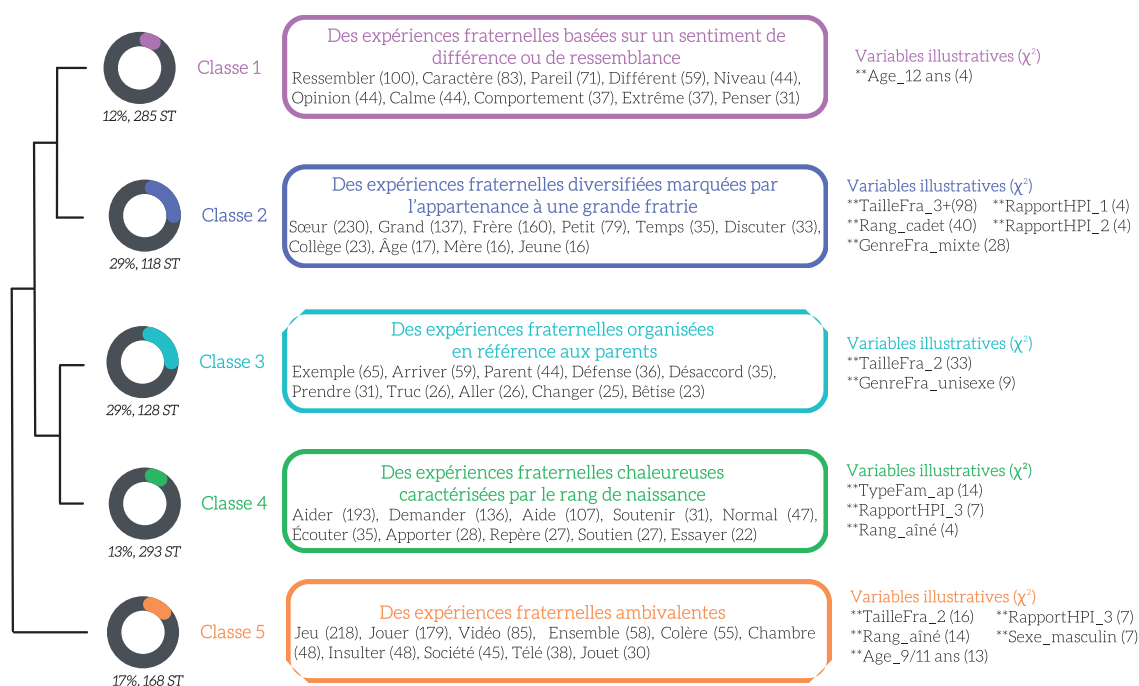 Classe 1
12%, 285 ST
Des expériences fraternelles basées sur un sentiment de
différence ou de ressemblance
Ressembler (100), Caractère (83), Pareil (71), Différent (59), Niveau (44),
Opinion (44), Calme (44), Comportement (37), Extrême (37), Penser (31)
Variables illustratives (χ²)
**Age_12 ans (4)
Classe 2
29%, 118 ST
Des expériences fraternelles diversifiées marquées par
l’appartenance à une grande fratrie
Sœur (230), Grand (137), Frère (160), Petit (79), Temps (35), Discuter (33),
Collège (23), Âge (17), Mère (16), Jeune (16)
Variables illustratives (χ²)
**TailleFra_3+(98) **RapportHPI_1 (4)
**Rang_cadet (40) **RapportHPI_2 (4)
**GenreFra_mixte (28)
Classe 3
29%, 128 ST
Des expériences fraternelles organisées
en référence aux parents
Exemple (65), Arriver (59), Parent (44), Défense (36), Désaccord (35),
Prendre (31), Truc (26), Aller (26), Changer (25), Bêtise (23)
Variables illustratives (χ²)
**TailleFra_2 (33)
**GenreFra_unisexe (9)
Classe 4
13%, 293 ST
Des expériences fraternelles chaleureuses
caractérisées par le rang de naissance
Aider (193), Demander (136), Aide (107), Soutenir (31), Normal (47),
Écouter (35), Apporter (28), Repère (27), Soutien (27), Essayer (22)
Variables illustratives (χ²)
**TypeFam_ap (14)
**RapportHPI_3 (7)
**Rang_aîné (4)
Classe 5
17%, 168 ST
Des expériences fraternelles ambivalentes
Jeu (218), Jouer (179), Vidéo (85), Ensemble (58), Colère (55), Chambre
(48), Insulter (48), Société (45), Télé (38), Jouet (30)
Variables illustratives (χ²)
**TailleFra_2 (16) **RapportHPI_3 (7)
**Rang_aîné (14) **Sexe_masculin (7)
**Age_9/11 ans (13)